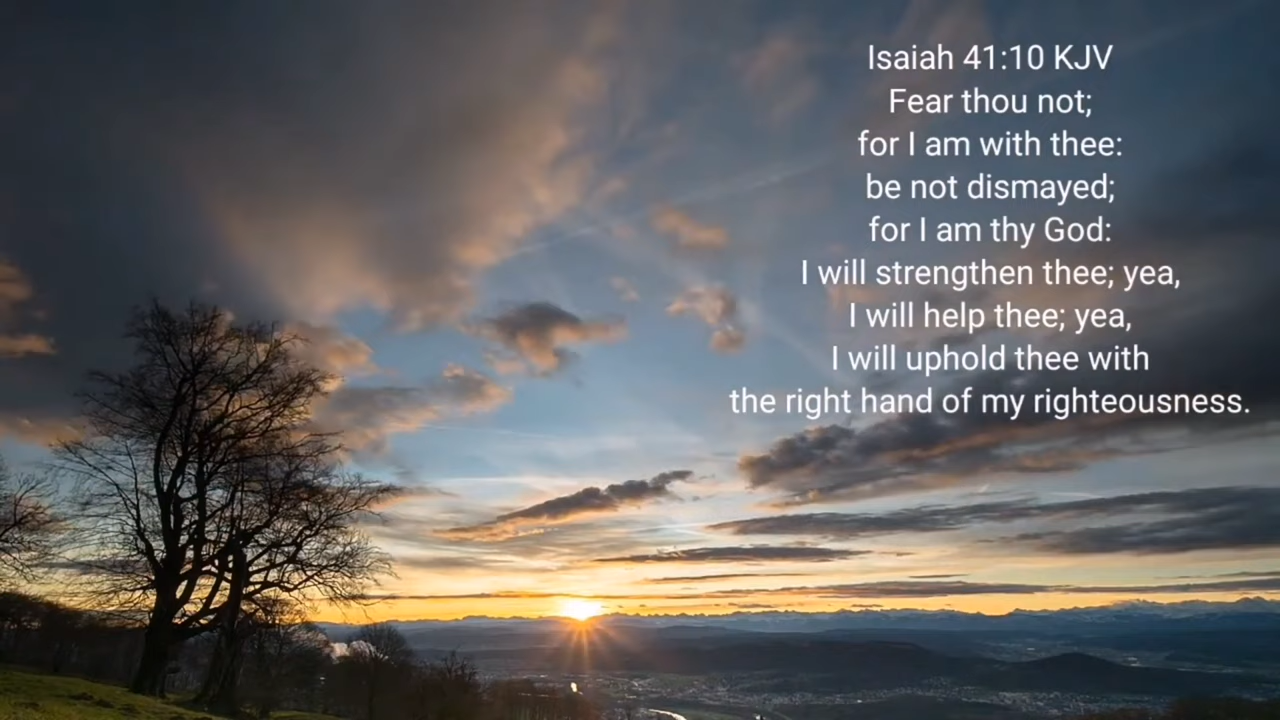 Isaiah 41:10 KJV
Fear thou not;
for I am with thee:
be not dismayed;
for I am thy God:
I will strengthen thee; yea,
I will help thee; yea,
I will uphold thee with
the right hand of my righteousness.